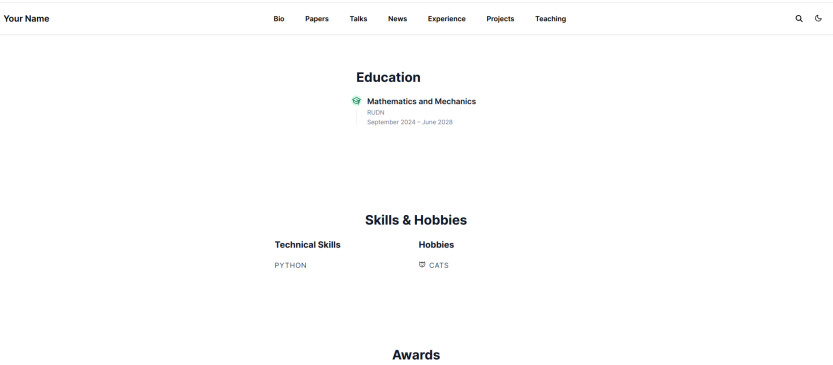 Your Name Bio Papers Talks News Experience Projects Teaching
Education
Mathematics and Mechanics
RUDN
September 2024 – June 2028
Skills & Hobbies
Technical Skills Hobbies
PYTHON CATS
Awards